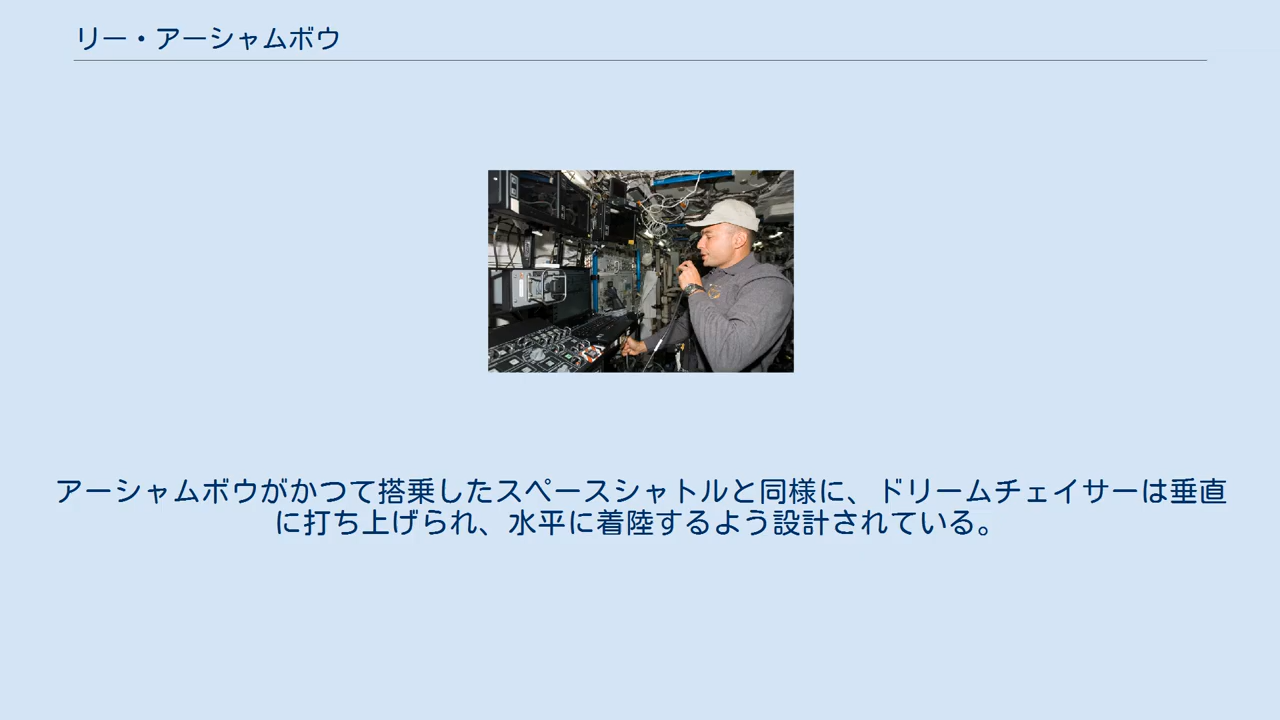 リー・アーシャムボウ
アーシャムボウがかつて搭乗したスペースシャトルと同様に、ドリームチェイサーは垂直
に打ち上げられ、水平に着陸するよう設計されている。